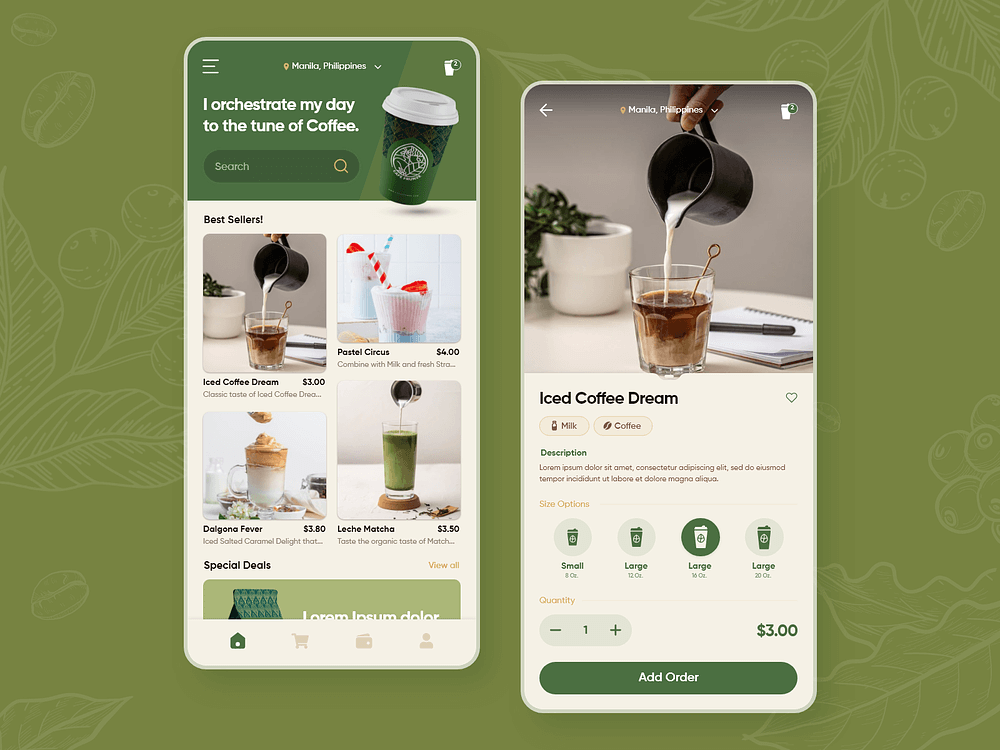 Manila, Philippines
2
I orchestrate my day
to the tune of Coffee.
Search
Best Sellers!
Iced Coffee Dream $3.00
Classic taste of Iced Coffee Drea...
Pastel Circus $4.00
Combine with Milk and fresh Stra...
Dalgona Fever $3.80
Iced Salted Caramel Delight that...
Leche Matcha $3.50
Taste the organic taste of Match...
Special Deals View all
Lorem Ipsum dolor
Manila, Philippines
2
Iced Coffee Dream
Milk Coffee
Description
Lorem ipsum dolor sit amet, consectetur adipiscing elit, sed do eiusmod
tempor incididunt ut labore et dolore magna aliqua.
Size Options
Small Large Large Large
8 Oz. 12 Oz. 16 Oz. 20 Oz.
Quantity
1 $3.00
Add Order